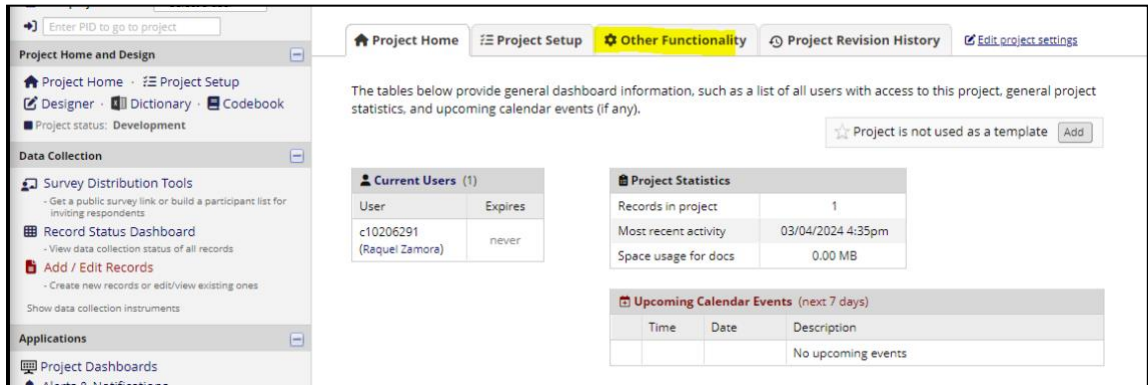 Enter PID to go to project
Project Home and Design
Project Home · Project Setup
Designer · Dictionary · Codebook
Project status: Development
Data Collection
Survey Distribution Tools
- Get a public survey link or build a participant list for
inviting respondents
Record Status Dashboard
- View data collection status of all records
Add / Edit Records
- Create new records or edit/view existing ones
Show data collection instruments
Applications
Project Dashboards
Alerts & Notifications
Project Home
Project Setup
Other Functionality
Project Revision History
Edit project settings
The tables below provide general dashboard information, such as a list of all users with access to this project, general project
statistics, and upcoming calendar events (if any).
Project is not used as a template Add
Current Users (1)
User Expires
c10206291
(Raquel Zamora)
never
Project Statistics
Records in project 1
Most recent activity 03/04/2024 4:35pm
Space usage for docs 0.00 MB
Upcoming Calendar Events (next 7 days)
Time Date Description
No upcoming events